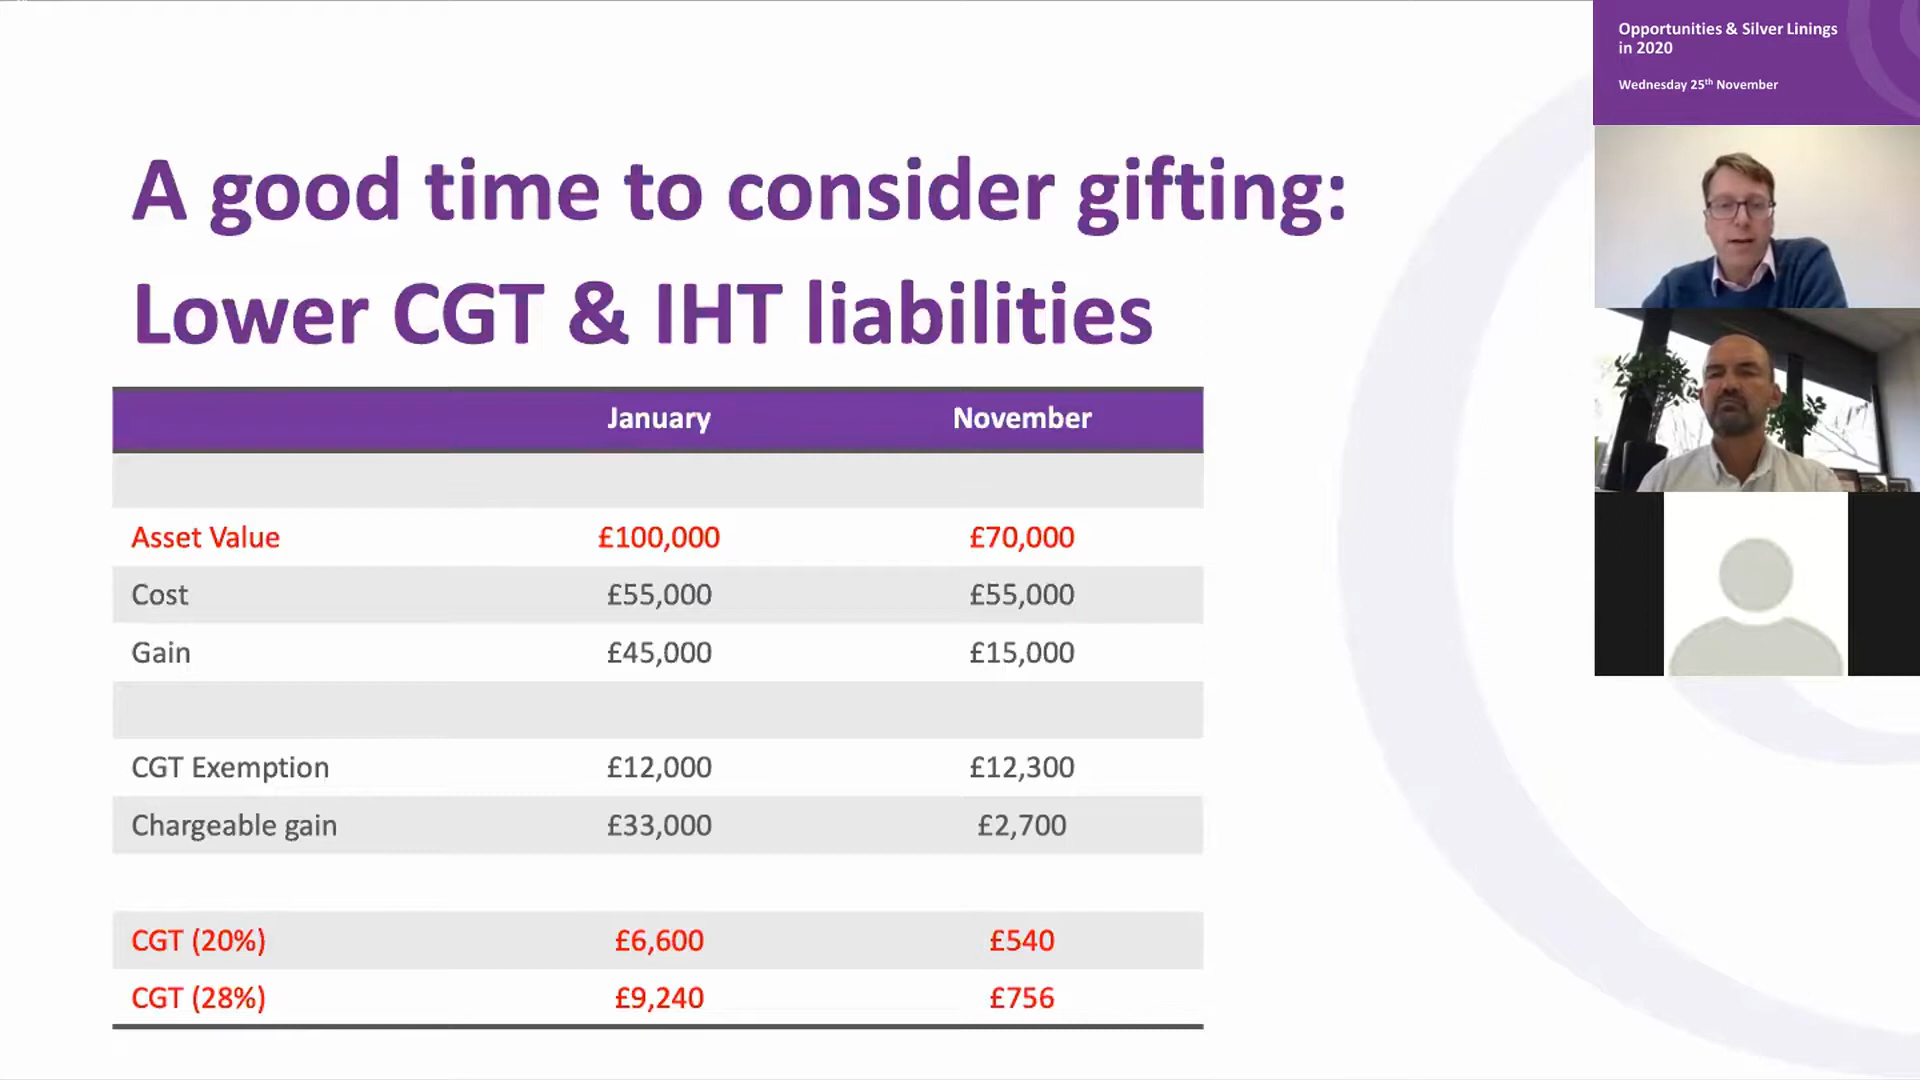 A good time to consider gifting:
Lower CGT & IHT liabilities
January November
Asset Value £100,000 £70,000
Cost £55,000 £55,000
Gain £45,000 £15,000
CGT Exemption £12,000 £12,300
Chargeable gain £33,000 £2,700
CGT (20%) £6,600 £540
CGT (28%) £9,240 £756
Opportunities & Silver Linings
in 2020
Wednesday 25th November